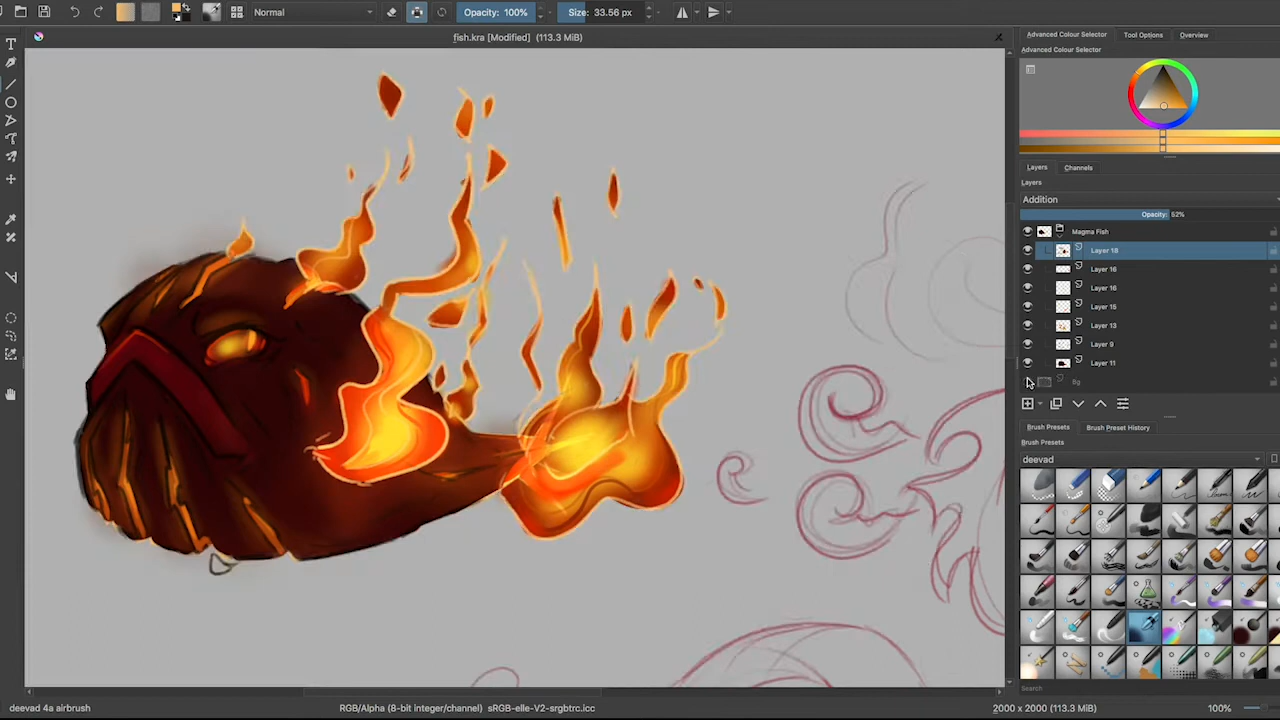 Normal
Opacity: 100%
Size: 33.56 px
fish.kra [Modified] (113.3 MiB)
Advanced Colour Selector
Tool Options
Overview
Advanced Colour Selector
Layers
Channels
Layers
Addition
Opacity: 52%
Magma Fish
Layer 18
Layer 16
Layer 16
Layer 15
Layer 13
Layer 9
Layer 11
Bg
Brush Presets
Brush Preset History
Brush Presets
deevad
Search
deevad 4a airbrush
RGB/Alpha (8-bit integer/channel) sRGB-elle-V2-srgbtrc.icc
2000 x 2000 (113.3 MiB)
100%